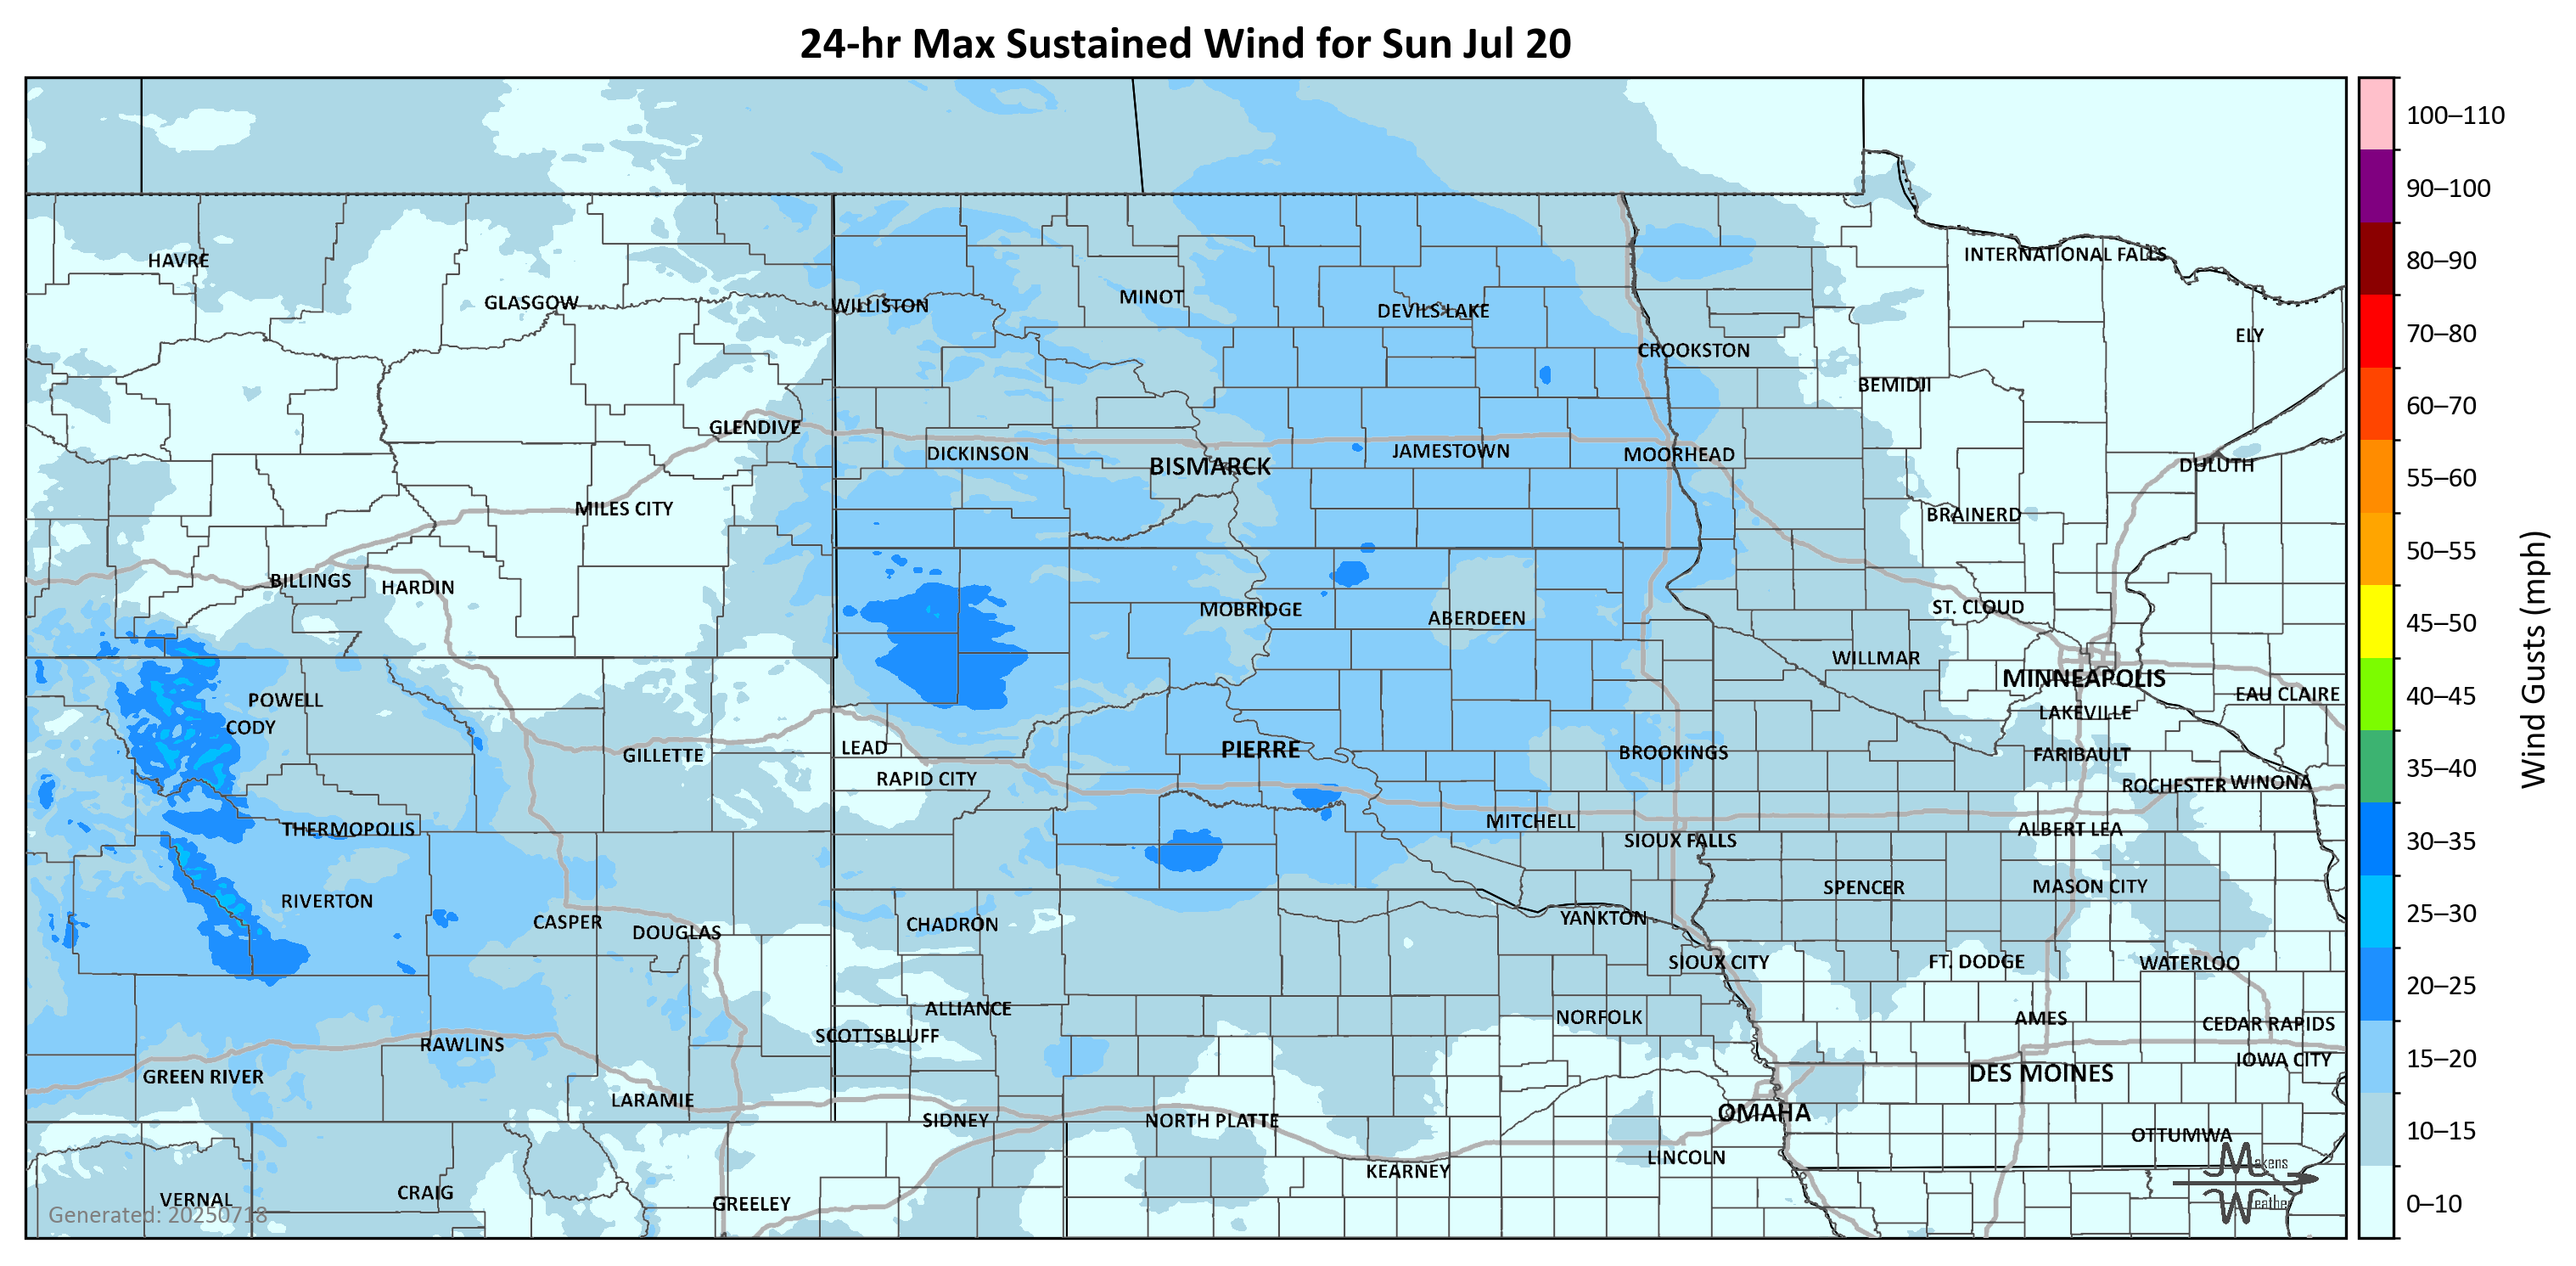 24-hr Max Sustained Wind for Sun Jul 20
100–110
90–100
80–90
70–80
60–70
55–60
50–55
45–50
40–45
35–40
30–35
25–30
20–25
15–20
10–15
0–10
Wind Gusts (mph)
HAVRE
GLASGOW
WILLISTON
MINOT
DEVILS LAKE
INTERNATIONAL FALLS
ELY
CROOKSTON
BEMIDJI
GLENDIVE
DICKINSON
BISMARCK
JAMESTOWN
MOORHEAD
DULUTH
MILES CITY
BRAINERD
BILLINGS
HARDIN
MOBRIDGE
ABERDEEN
ST. CLOUD
WILLMAR
MINNEAPOLIS
EAU CLAIRE
POWELL
CODY
LAKEVILLE
GILLETTE
LEAD
PIERRE
BROOKINGS
FARIBAULT
RAPID CITY
ROCHESTER
WINONA
THERMOPOLIS
MITCHELL
SIOUX FALLS
ALBERT LEA
RIVERTON
SPENCER
MASON CITY
CASPER
DOUGLAS
CHADRON
YANKTON
SIOUX CITY
FT. DODGE
WATERLOO
ALLIANCE
NORFOLK
AMES
CEDAR RAPIDS
SCOTTSBLUFF
RAWLINS
IOWA CITY
GREEN RIVER
DES MOINES
LARAMIE
SIDNEY
NORTH PLATTE
OMAHA
OTTUMWA
LINCOLN
KEARNEY
VERNAL
CRAIG
GREELEY
Generated: 20250718
Makens
Weather